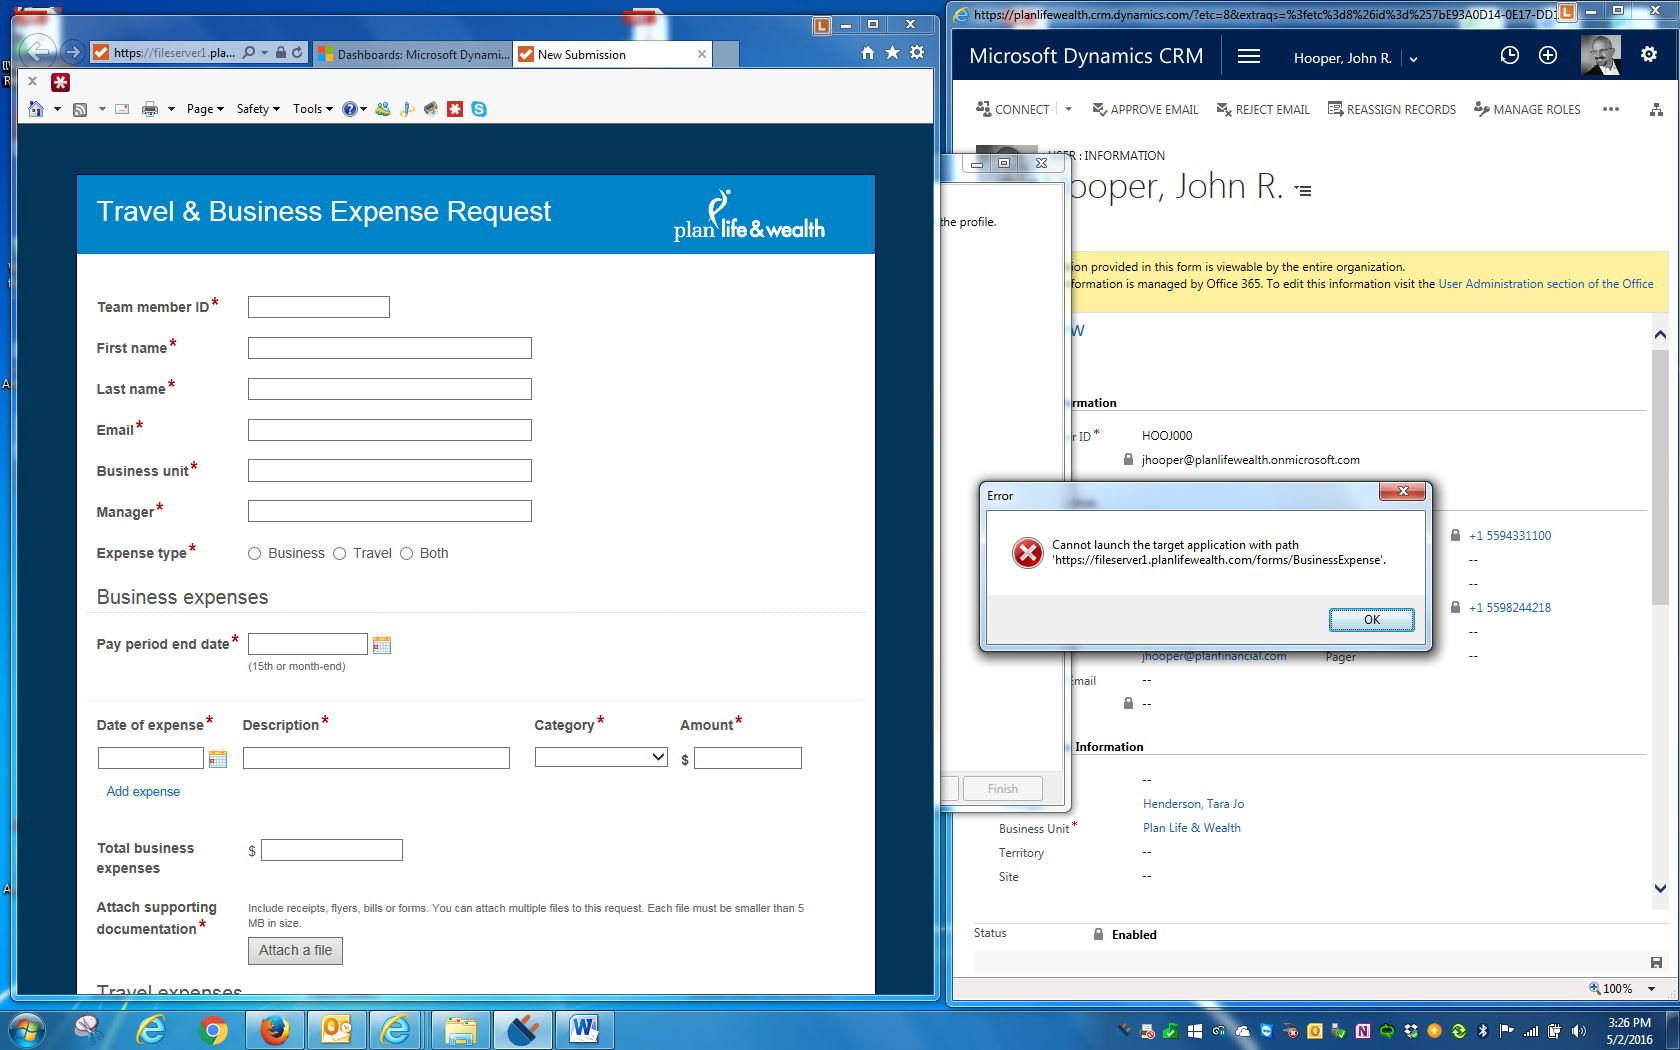 https://fileserver1.pla...
Dashboards: Microsoft Dynami...
New Submission
Page
Safety
Tools
Travel & Business Expense Request
plan life & wealth
Team member ID*
First name*
Last name*
Email*
Business unit*
Manager*
Expense type*
Business
Travel
Both
Business expenses
Pay period end date*
(15th or month-end)
Date of expense* Description* Category* Amount*
$
Add expense
Total business
expenses
$
Attach supporting
documentation*
Include receipts, flyers, bills or forms. You can attach multiple files to this request. Each file must be smaller than 5
MB in size.
Attach a file
Travel expenses
the profile.
Finish
https://planlifewealth.crm.dynamics.com/?etc=8&extraqs=%3fetc%3d8%26id%3d%257bE93A0D14-0E17-DD1
Microsoft Dynamics CRM
Hooper, John R.
CONNECT
APPROVE EMAIL
REJECT EMAIL
REASSIGN RECORDS
MANAGE ROLES
USER : INFORMATION
Hooper, John R.
ion provided in this form is viewable by the entire organization.
formation is managed by Office 365. To edit this information visit the User Administration section of the Office
W
rmation
r ID*
HOOJ000
jhooper@planlifewealth.onmicrosoft.com
Error
Cannot launch the target application with path
'https://fileserver1.planlifewealth.com/forms/BusinessExpense'.
OK
+1 5594331100
--
--
+1 5598244218
--
jhooper@planfinancial.com
Pager
--
Email
--
--
Information
--
Henderson, Tara Jo
Business Unit*
Plan Life & Wealth
Territory
--
Site
--
Status
Enabled
100%
3:26 PM
5/2/2016